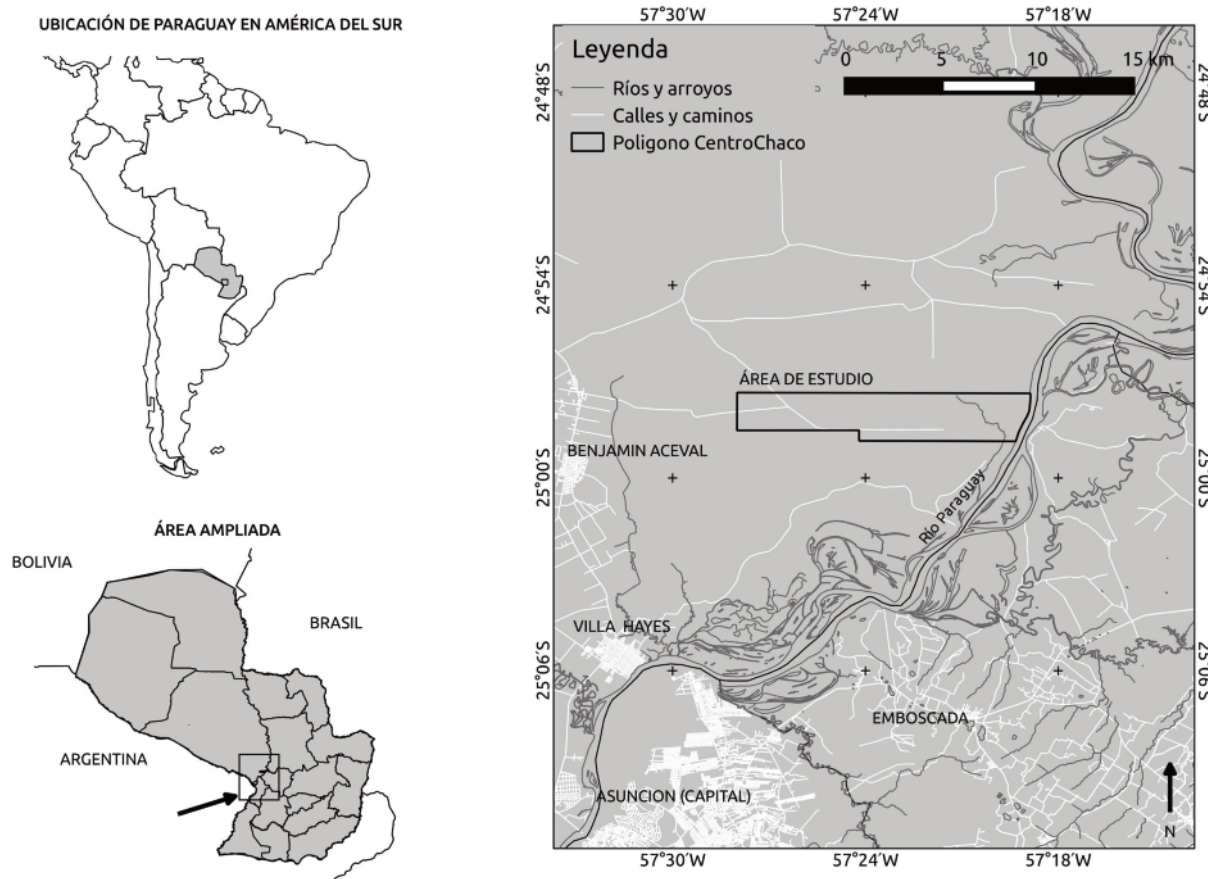 UBICACIÓN DE PARAGUAY EN AMÉRICA DEL SUR
ÁREA AMPLIADA
BOLIVIA
BRASIL
ARGENTINA
57°30´W
57°24´W
57°18´W
Leyenda
Ríos y arroyos
Calles y caminos
Poligono CentroChaco
0
5
10
15 km
24°48´S
24°48´S
24°54´S
24°54´S
ÁREA DE ESTUDIO
BENJAMIN ACEVAL
25°00´S
25°00´S
Río Paraguay
VILLA HAYES
25°06´S
25°06´S
EMBOSCADA
ASUNCION (CAPITAL)
N
57°30´W
57°24´W
57°18´W